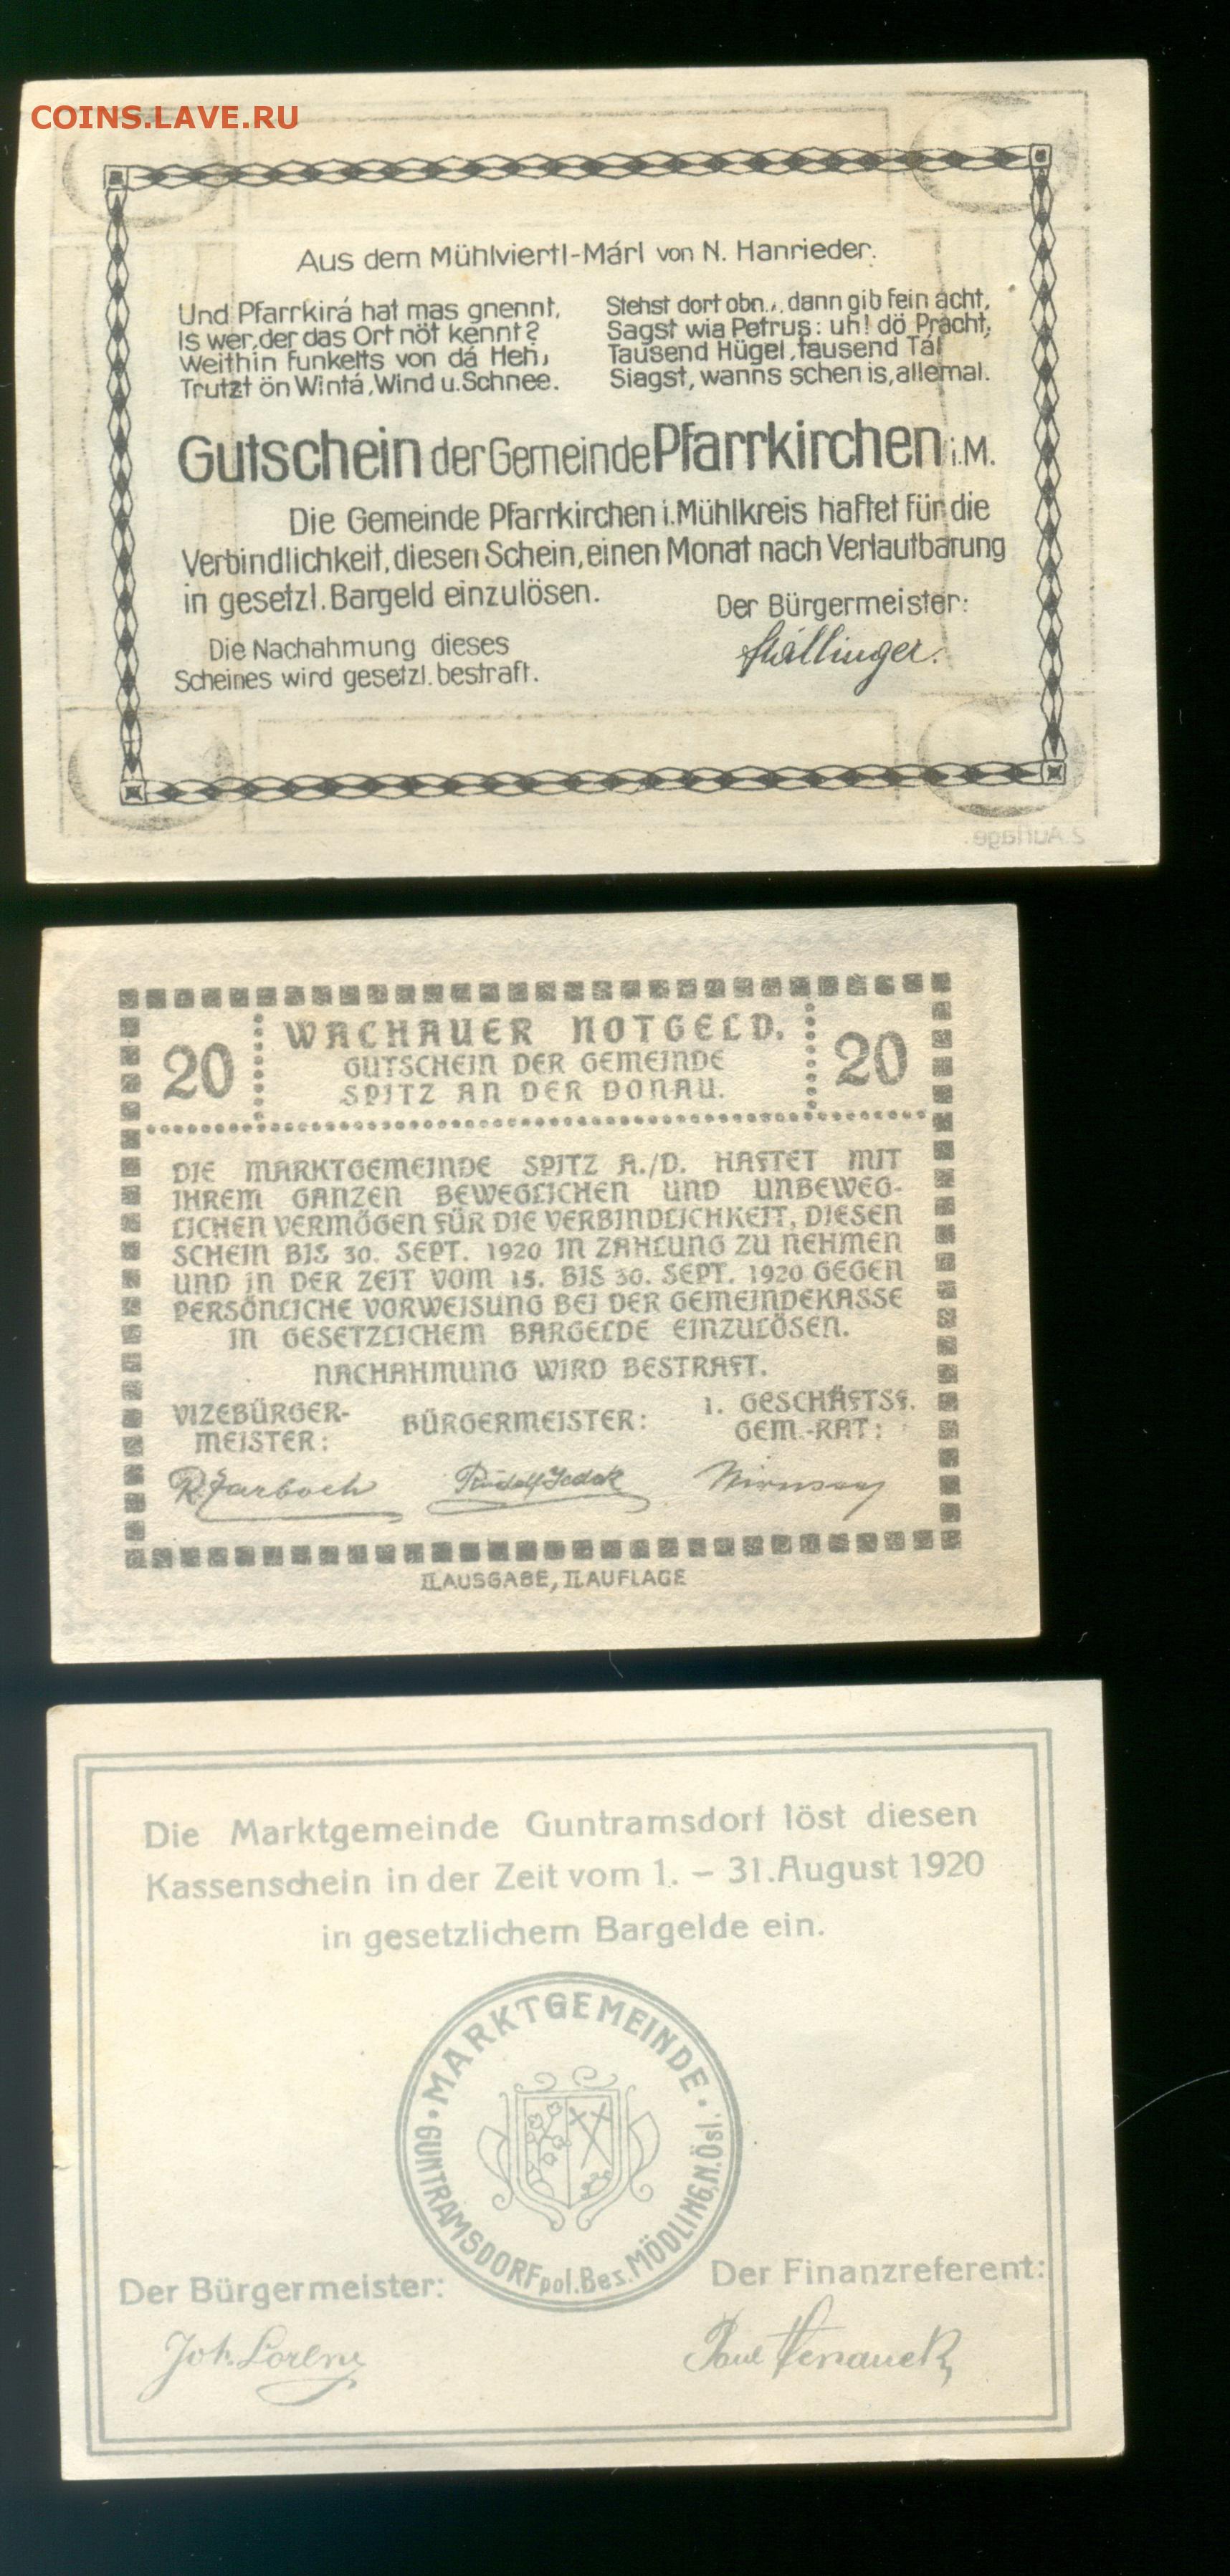 COINS.LAVE.RU
Aus dem Mühlviertl-Márl von N. Hanrieder.
Und Pfarrkirá hat mas gnennt,
Is wer, der das Ort nöt kennt?
Weithin funkelts von dá Heh,
Trutzt ön Wintá, Wind u. Schnee.
Stehst dort obn., dann gib fein ácht,
Sagst wia Petrus: uh! dö Prácht,
Tausend Hügel, tausend Tál
Siagst, wanns schen is, allemal.
Gutschein der Gemeinde Pfarrkirchen i.M.
Die Gemeinde Pfarrkirchen i. Mühlkreis haftet für die
Verbindlichkeit, diesen Schein, einen Monat nach Verlautbarung
in gesetzl. Bargeld einzulösen.
Der Bürgermeister:
Die Nachahmung dieses
Scheines wird gesetzl. bestraft.
2. Auflage.
WACHAUER NOTGELD.
20
20
GUTSCHEIN DER GEMEINDE
SPITZ AN DER DONAU.
DIE MARKTGEMEINDE SPITZ A./D. HAFTET MIT
IHREM GANZEN BEWEGLICHEN UND UNBEWEG-
LICHEN VERMÖGEN FÜR DIE VERBINDLICHKEIT, DIESEN
SCHEIN BIS 30. SEPT. 1920 IN ZAHLUNG ZU NEHMEN
UND IN DER ZEIT VOM 15. BIS 30. SEPT. 1920 GEGEN
PERSÖNLICHE VORWEISUNG BEI DER GEMEINDEKASSE
IN GESETZLICHEM BARGELDE EINZULÖSEN.
NACHAHMUNG WIRD BESTRAFT.
VIZEBÜRGER-
MEISTER:
BÜRGERMEISTER:
1. GESCHÄFTSF.
GEM.-RAT:
II. AUSGABE, II. AUFLAGE
Die Marktgemeinde Guntramsdorf löst diesen
Kassenschein in der Zeit vom 1. – 31. August 1920
in gesetzlichem Bargelde ein.
MARKTGEMEINDE
GUNTRAMSDORF pol. Bez. MÖDLING, N. Öst.
Der Bürgermeister:
Joh. Lorenz
Der Finanzreferent: